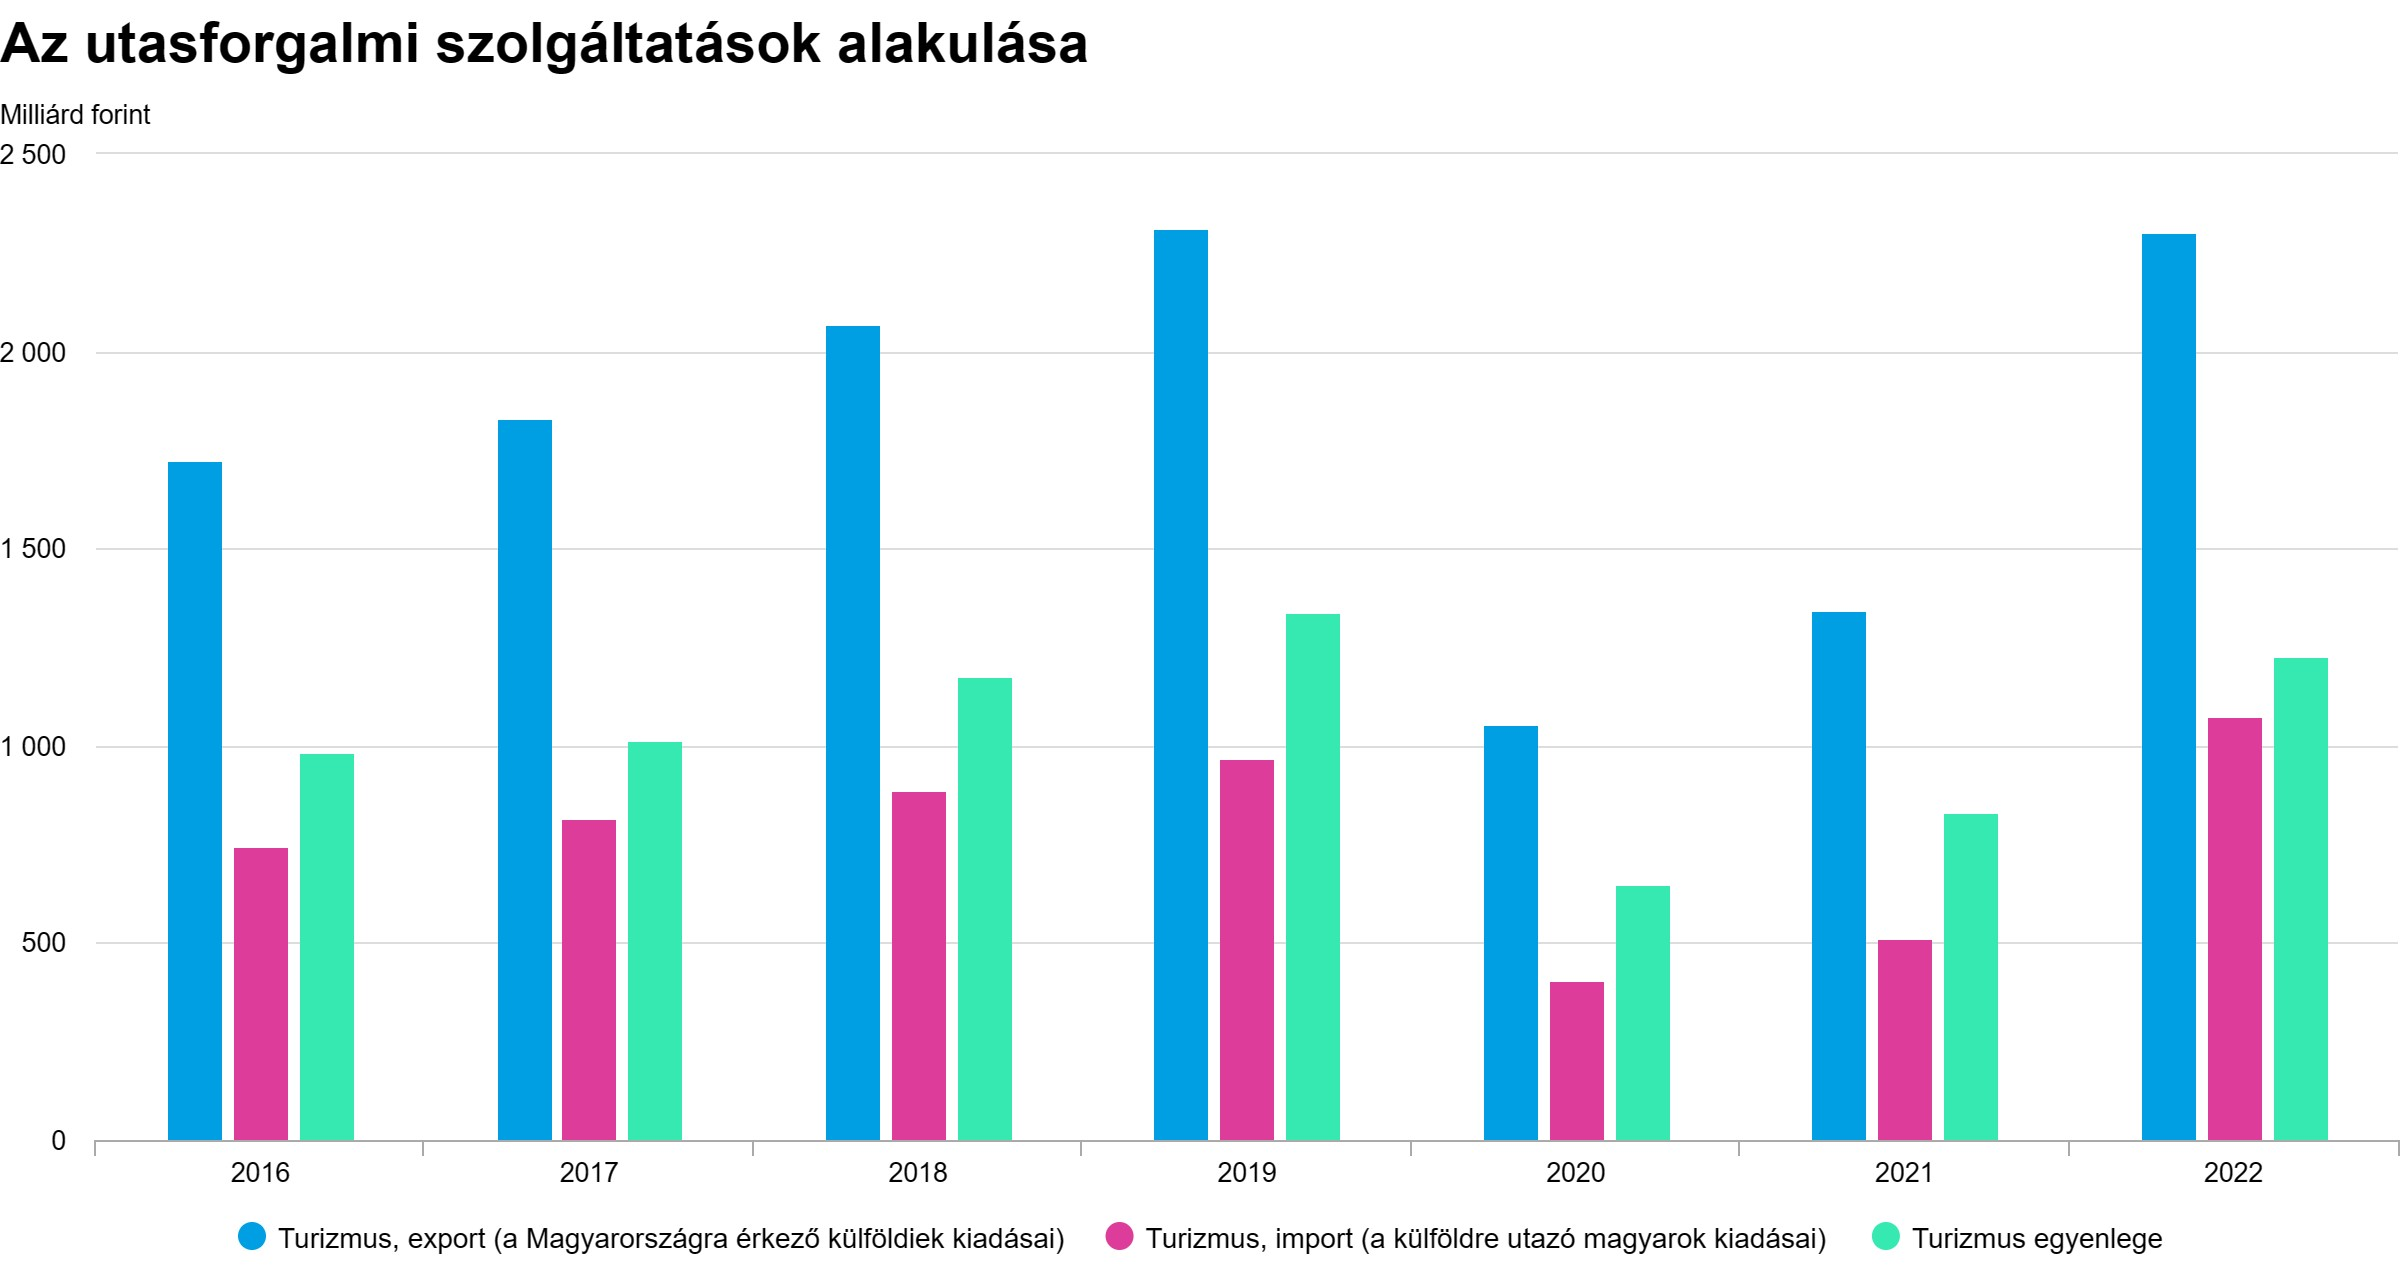 Az utasforgalmi szolgáltatások alakulása
Milliárd forint
2 500
2 000
1 500
1 000
500
0
2016 2017 2018 2019 2020 2021 2022
Turizmus, export (a Magyarországra érkező külföldiek kiadásai) Turizmus, import (a külföldre utazó magyarok kiadásai) Turizmus egyenlege